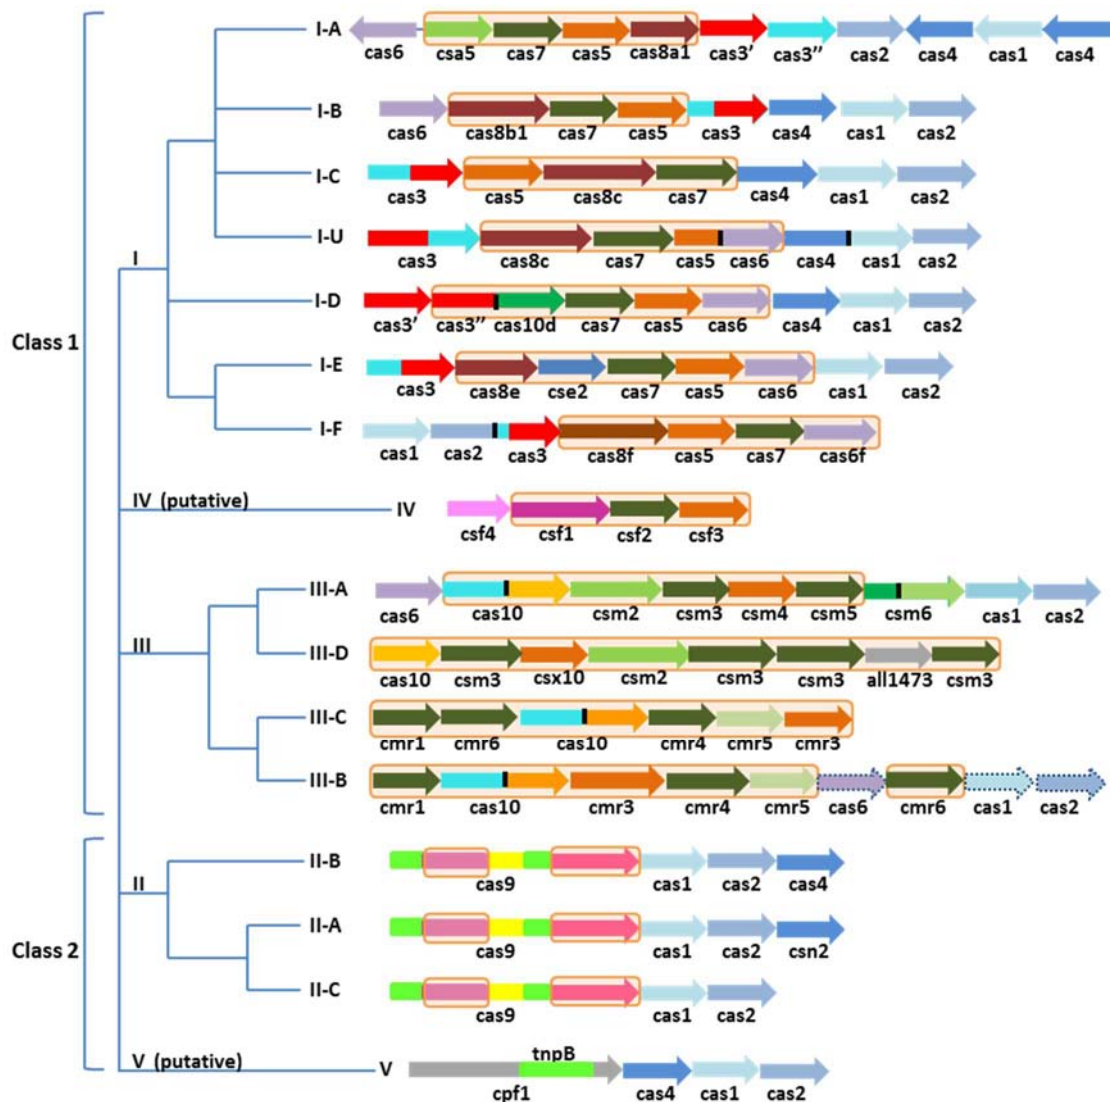 I-A
cas6 csa5 cas7 cas5 cas8a1 cas3' cas3'' cas2 cas4 cas1 cas4
I-B
cas6 cas8b1 cas7 cas5 cas3 cas4 cas1 cas2
I-C
cas3 cas5 cas8c cas7 cas4 cas1 cas2
I-U
I
cas3 cas8c cas7 cas5 cas6 cas4 cas1 cas2
I-D
cas3' cas3'' cas10d cas7 cas5 cas6 cas4 cas1 cas2
Class 1
I-E
cas3 cas8e cse2 cas7 cas5 cas6 cas1 cas2
I-F
cas1 cas2 cas3 cas8f cas5 cas7 cas6f
IV (putative) IV
csf4 csf1 csf2 csf3
III-A
cas6 cas10 csm2 csm3 csm4 csm5 csm6 cas1 cas2
III III-D
cas10 csm3 csx10 csm2 csm3 csm3 all1473 csm3
III-C
cmr1 cmr6 cas10 cmr4 cmr5 cmr3
III-B
cmr1 cas10 cmr3 cmr4 cmr5 cas6 cmr6 cas1 cas2
II-B
cas9 cas1 cas2 cas4
II
II-A
cas9 cas1 cas2 csn2
Class 2
II-C
cas9 cas1 cas2
tnpB
V (putative) V
cpf1 cas4 cas1 cas2